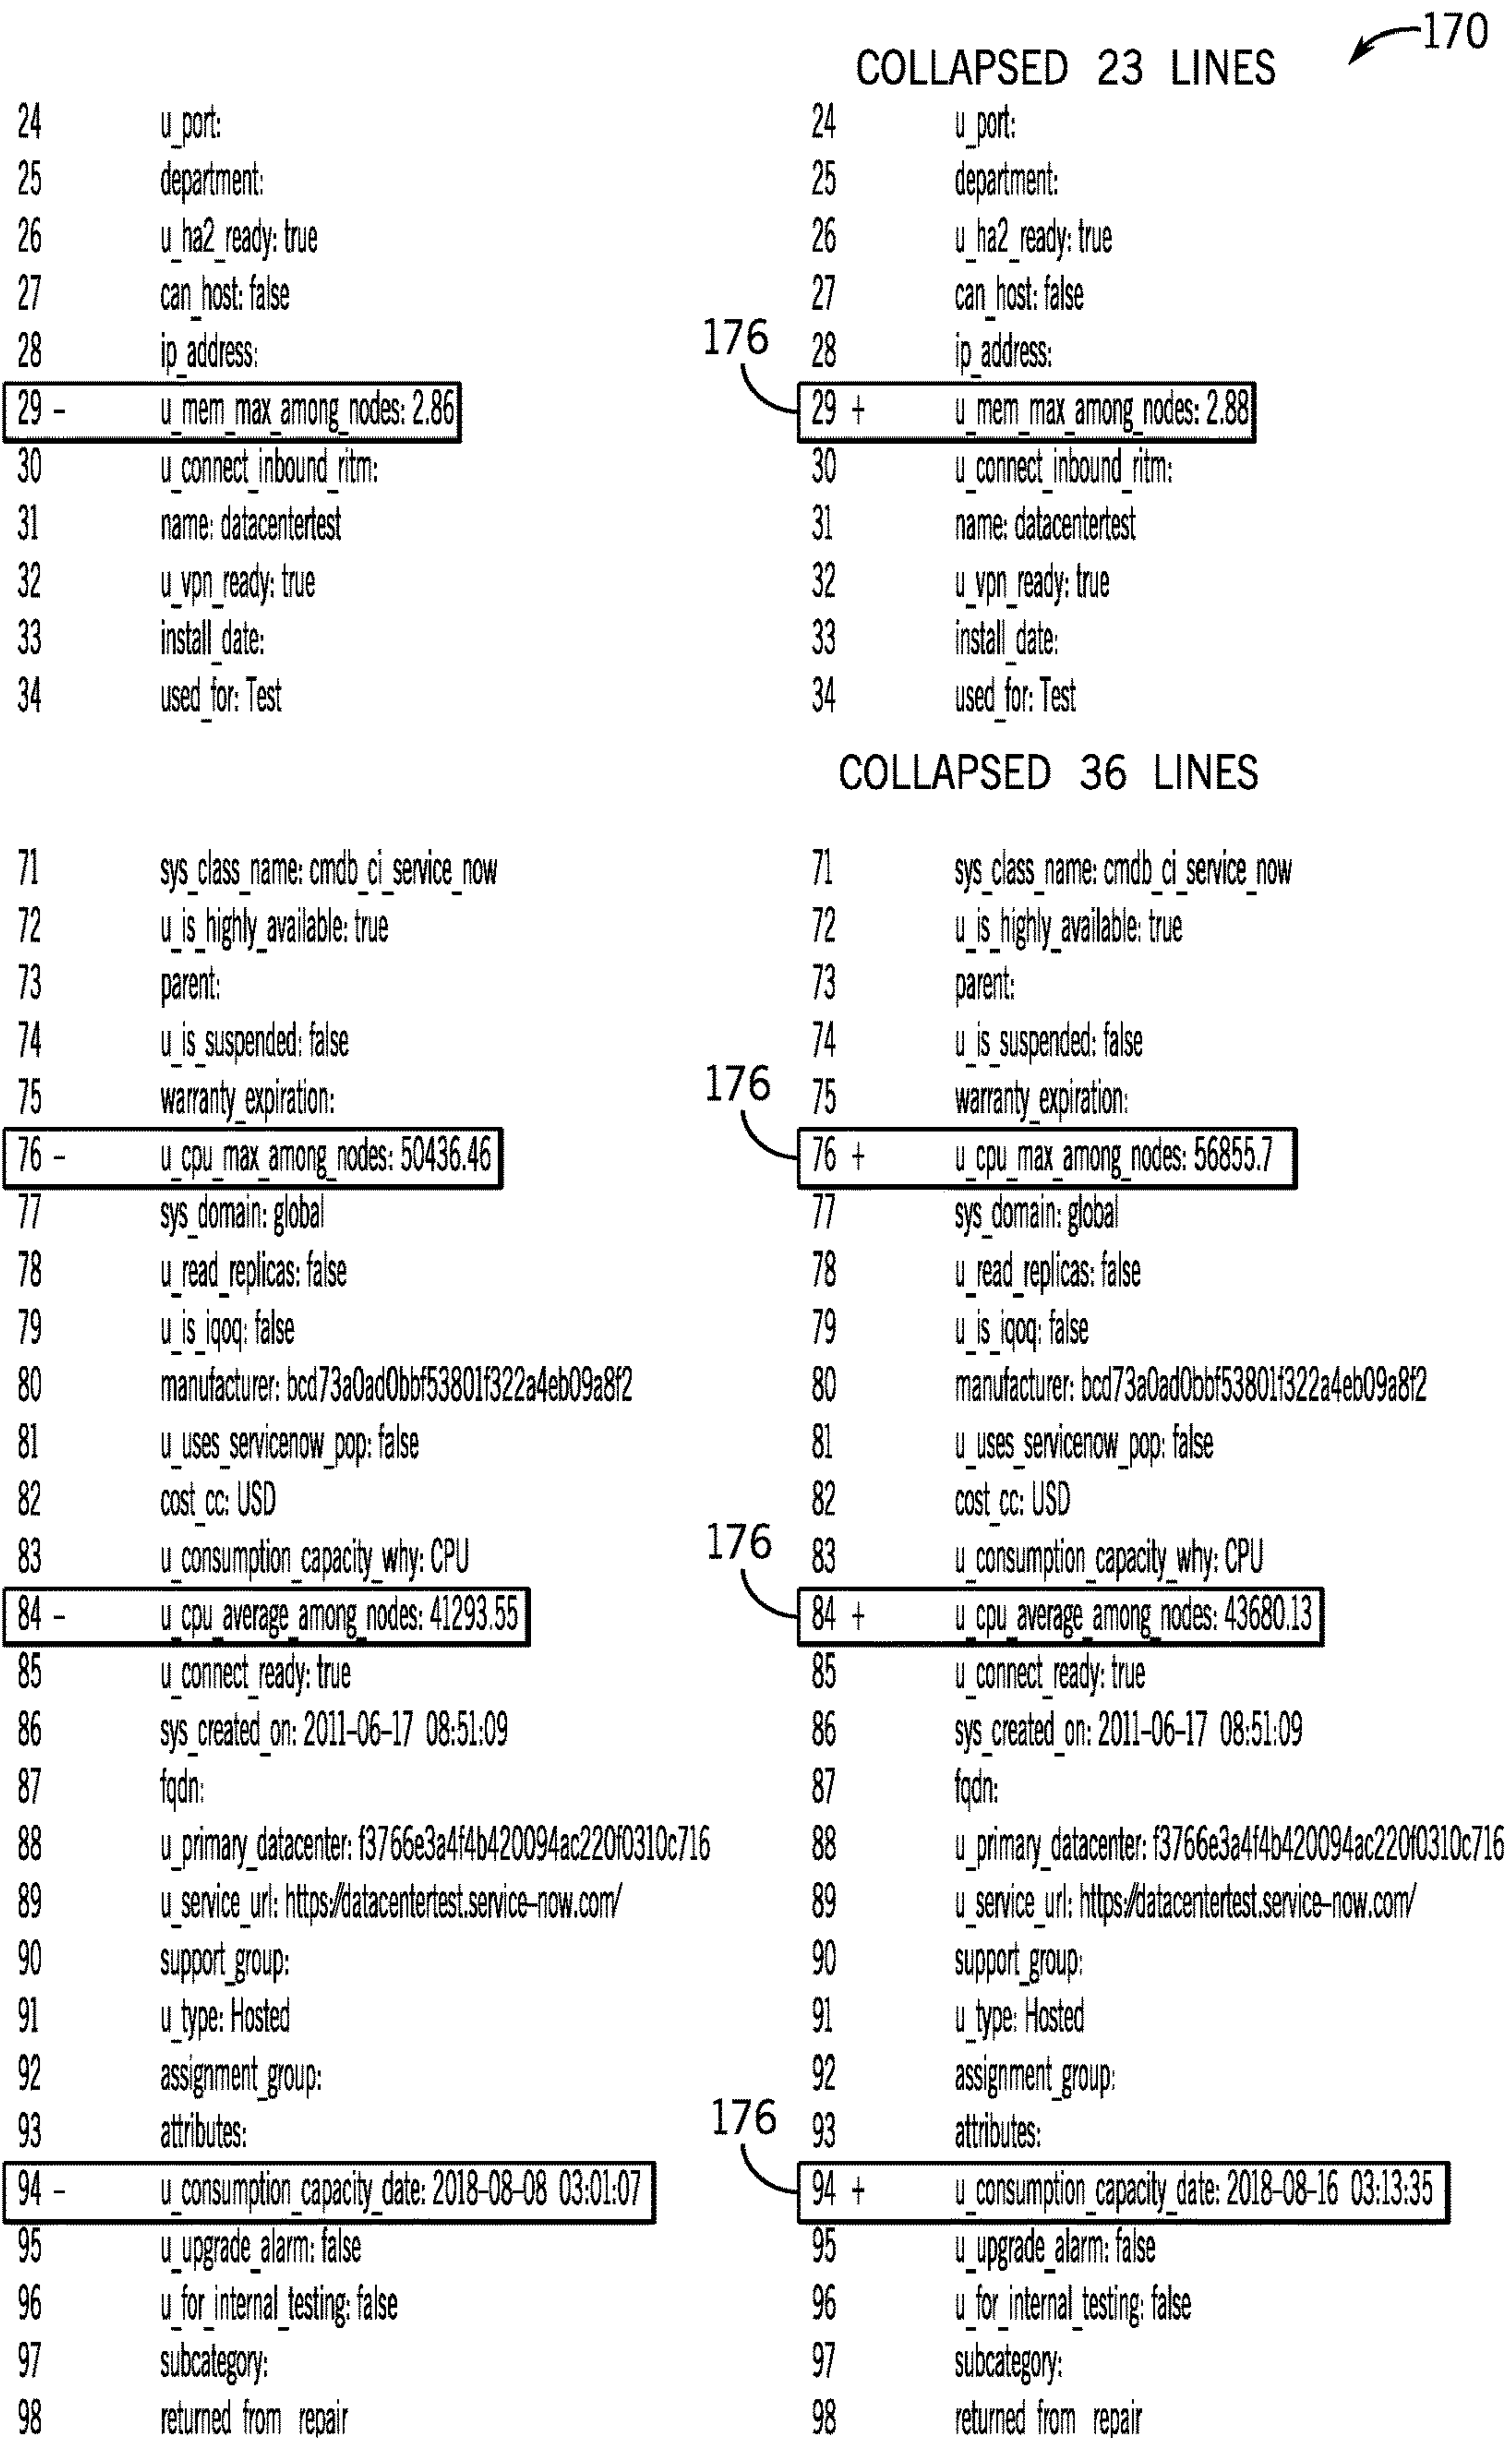 170
COLLAPSED 23 LINES
24 u_port: 24 u_port:
25 department: 25 department:
26 u_ha2_ready: true 26 u_ha2_ready: true
27 can_host: false 27 can_host: false
176
28 ip_address: 28 ip_address:
29 – u_mem_max_among_nodes: 2.86 29 + u_mem_max_among_nodes: 2.88
30 u_connect_inbound_ritm: 30 u_connect_inbound_ritm:
31 name: datacentertest 31 name: datacentertest
32 u_vpn_ready: true 32 u_vpn_ready: true
33 install_date: 33 install_date:
34 used_for: Test 34 used_for: Test
COLLAPSED 36 LINES
71 sys_class_name: cmdb_ci_service_now 71 sys_class_name: cmdb_ci_service_now
72 u_is_highly_available: true 72 u_is_highly_available: true
73 parent: 73 parent:
74 u_is_suspended: false 74 u_is_suspended: false
176
75 warranty_expiration: 75 warranty_expiration:
76 – u_cpu_max_among_nodes: 50436.46 76 + u_cpu_max_among_nodes: 56855.7
77 sys_domain: global 77 sys_domain: global
78 u_read_replicas: false 78 u_read_replicas: false
79 u_is_iqoq: false 79 u_is_iqoq: false
80 manufacturer: bcd73a0ad0bbf53801f322a4eb09a8f2 80 manufacturer: bcd73a0ad0bbf53801f322a4eb09a8f2
81 u_uses_servicenow_pop: false 81 u_uses_servicenow_pop: false
82 cost_cc: USD 82 cost_cc: USD
176
83 u_consumption_capacity_why: CPU 83 u_consumption_capacity_why: CPU
84 – u_cpu_average_among_nodes: 41293.55 84 + u_cpu_average_among_nodes: 43680.13
85 u_connect_ready: true 85 u_connect_ready: true
86 sys_created_on: 2011–06–17 08:51:09 86 sys_created_on: 2011–06–17 08:51:09
87 fqdn: 87 fqdn:
88 u_primary_datacenter: f3766e3a4f4b420094ac220f0310c716 88 u_primary_datacenter: f3766e3a4f4b420094ac220f0310c716
89 u_service_url: https://datacentertest.service–now.com/ 89 u_service_url: https://datacentertest.service–now.com/
90 support_group: 90 support_group:
91 u_type: Hosted 91 u_type: Hosted
92 assignment_group: 92 assignment_group:
176
93 attributes: 93 attributes:
94 – u_consumption_capacity_date: 2018–08–08 03:01:07 94 + u_consumption_capacity_date: 2018–08–16 03:13:35
95 u_upgrade_alarm: false 95 u_upgrade_alarm: false
96 u_for_internal_testing: false 96 u_for_internal_testing: false
97 subcategory: 97 subcategory:
98 returned_from_repair 98 returned_from_repair